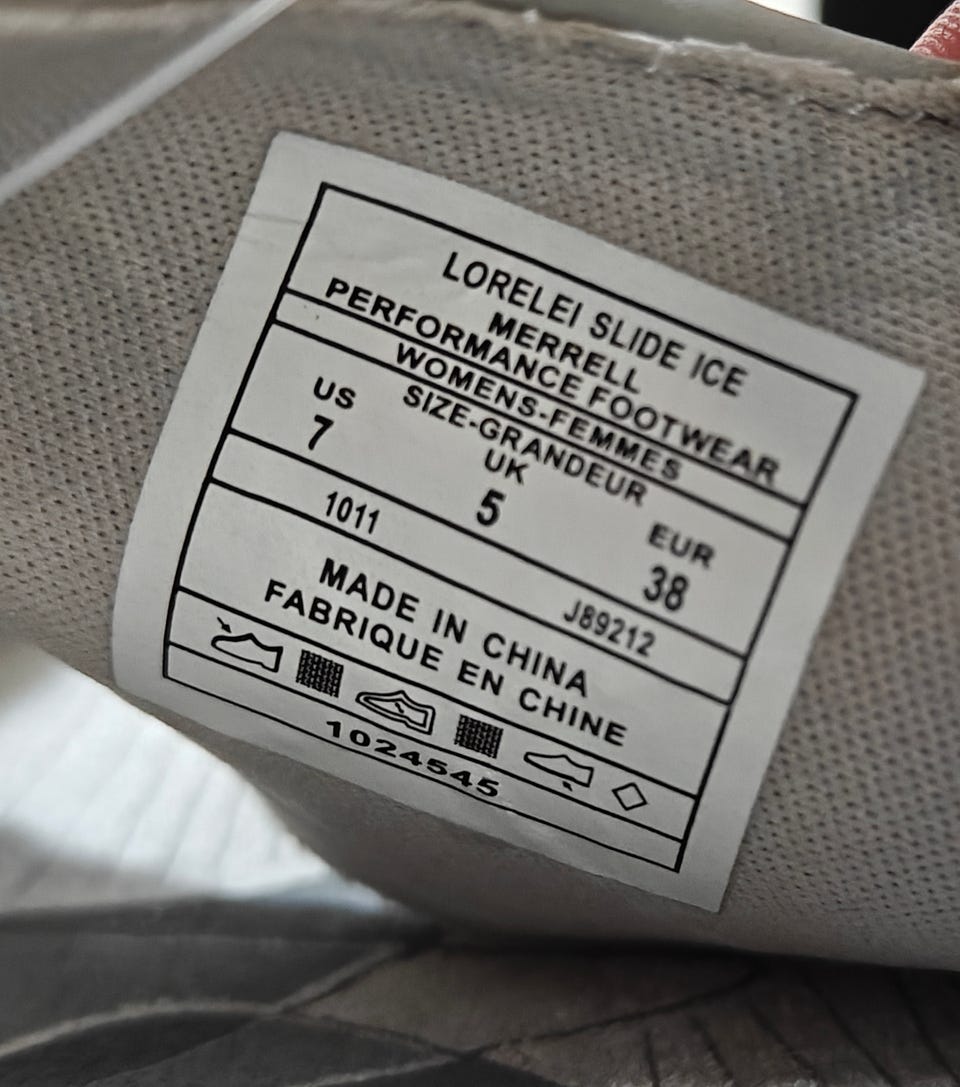 LORELEI SLIDE ICE
MERRELL
PERFORMANCE FOOTWEAR
WOMENS-FEMMES
SIZE-GRANDEUR
US UK EUR
7 5 38
1011 J89212
MADE IN CHINA
FABRIQUE EN CHINE
1024545